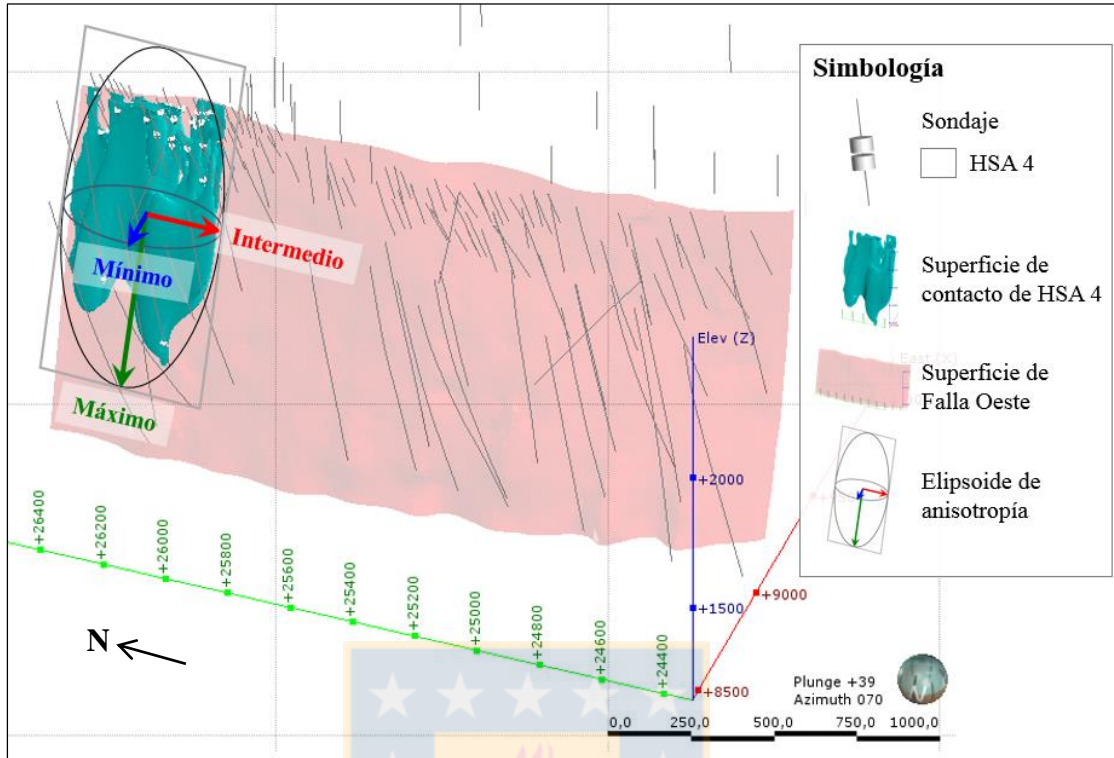 Intermedio
Mínimo
Máximo
Elev (Z)
+2000
+1500
+26400
+26200
+26000
+25800
+25600
+25400
+25200
+25000
+24800
+24600
+24400
+9000
+8500
N
Plunge +39
Azimuth 070
0,0 250,0 500,0 750,0 1000,0
Simbología
Sondaje
HSA 4
Superficie de
contacto de HSA 4
East (X)
Superficie de
Falla Oeste
Elipsoide de
anisotropía